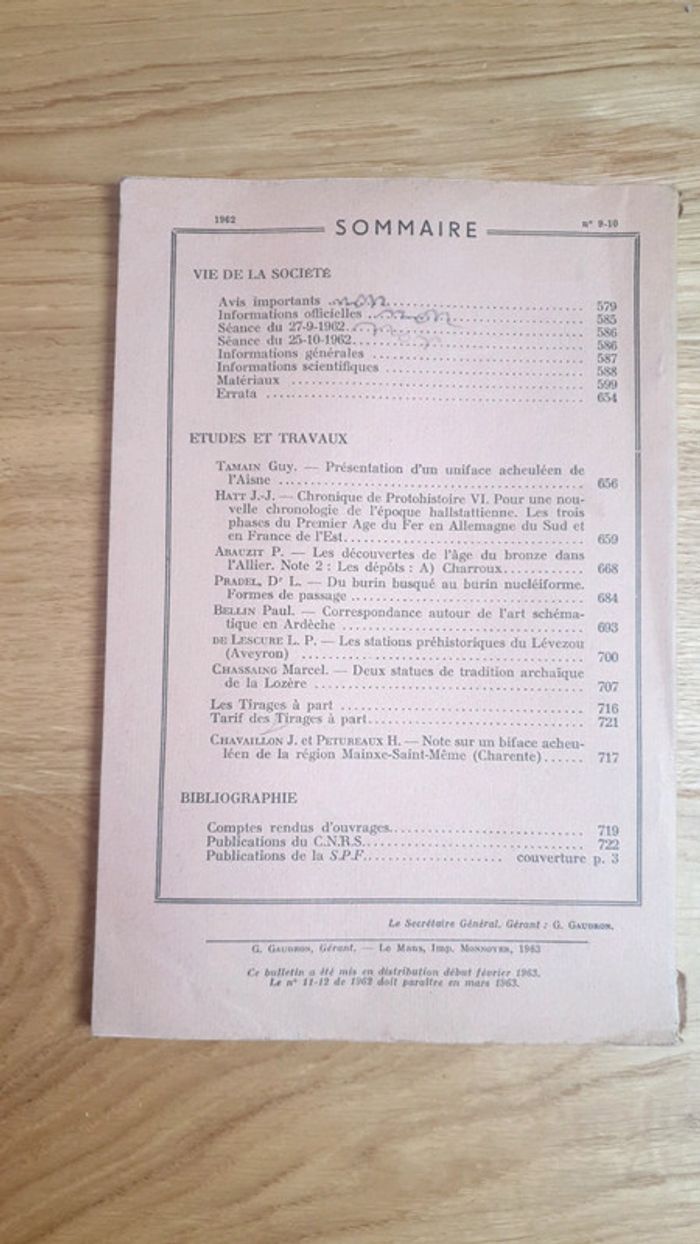 1962
SOMMAIRE
n° 9-10
VIE DE LA SOCIÉTÉ
Avis importants ........ 579
Informations officielles ........ 585
Séance du 27-9-1962........ 586
Séance du 25-10-1962........ 586
Informations générales ........ 587
Informations scientifiques ........ 588
Matériaux ........ 599
Errata ........ 654
ETUDES ET TRAVAUX
TAMAIN Guy. — Présentation d'un uniface acheuléen de
l'Aisne ........ 656
HATT J.-J. — Chronique de Protohistoire VI. Pour une nou-
velle chronologie de l'époque hallstattienne. Les trois
phases du Premier Age du Fer en Allemagne du Sud et
en France de l'Est........ 659
ABAUZIT P. — Les découvertes de l'âge du bronze dans
l'Allier. Note 2 : Les dépôts : A) Charroux........ 668
PRADEL, Dr L. — Du burin busqué au burin nucléiforme.
Formes de passage ........ 684
BELLIN Paul. — Correspondance autour de l'art schéma-
tique en Ardèche ........ 693
DE LESCURE L. P. — Les stations préhistoriques du Lévezou
(Aveyron) ........ 700
CHASSAING Marcel. — Deux statues de tradition archaïque
de la Lozère ........ 707
Les Tirages à part ........ 716
Tarif des Tirages à part........ 721
CHAVAILLON J. et PETUREAUX H. — Note sur un biface acheu-
léen de la région Mainxe-Saint-Même (Charente)...... 717
BIBLIOGRAPHIE
Comptes rendus d'ouvrages........ 719
Publications du C.N.R.S........ 722
Publications de la S.P.F........ couverture p. 3
Le Secrétaire Général, Gérant : G. GAUDRON.
G. GAUDRON, Gérant. — Le Mans, Imp. MONNOYER, 1963
Ce bulletin a été mis en distribution début février 1963.
Le n° 11-12 de 1962 doit paraître en mars 1963.